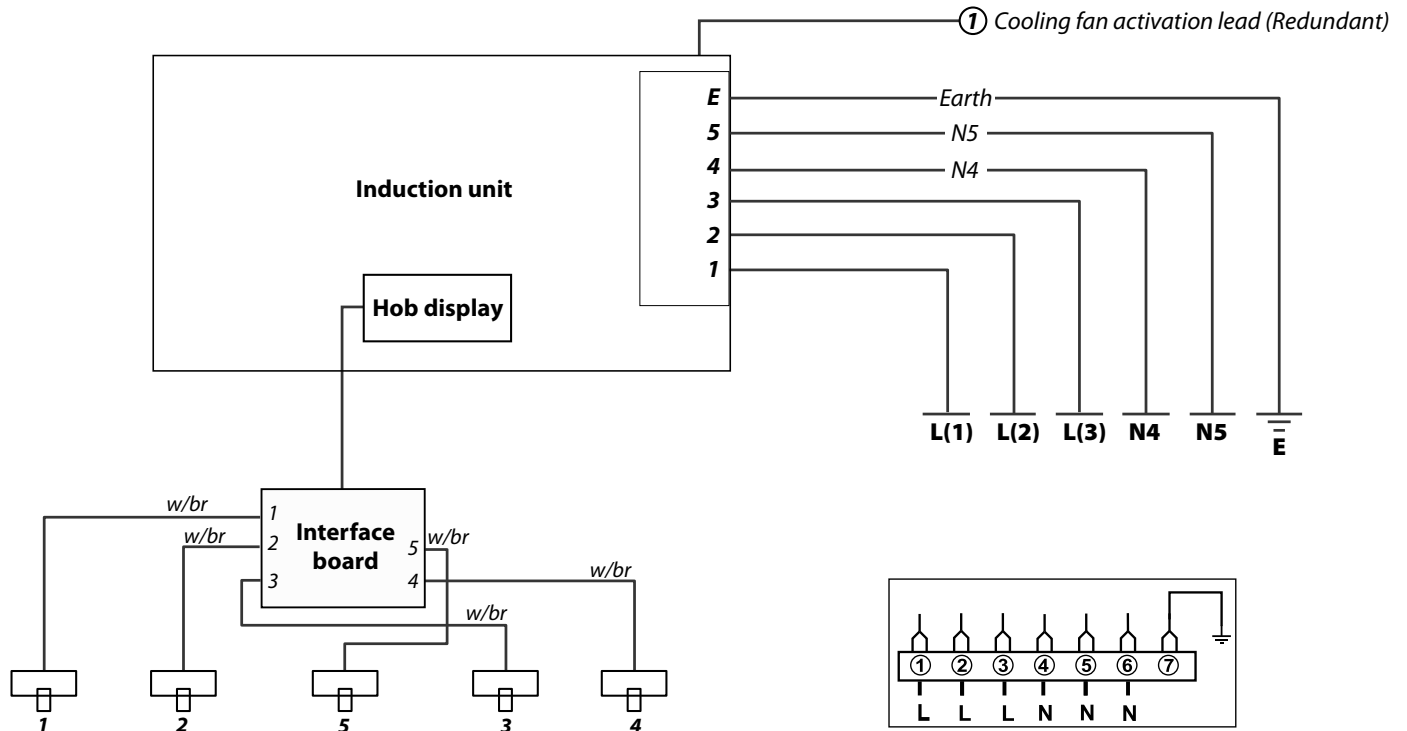 ① Cooling fan activation lead (Redundant)
E
Earth
5
N5
4
N4
3
2
1
Induction unit
Hob display
L(1) L(2) L(3) N4 N5 E
w/br
1
w/br
2
Interface
board
5 w/br
3
4
w/br
w/br
1 2 5 3 4
① ② ③ ④ ⑤ ⑥ ⑦
L L L N N N